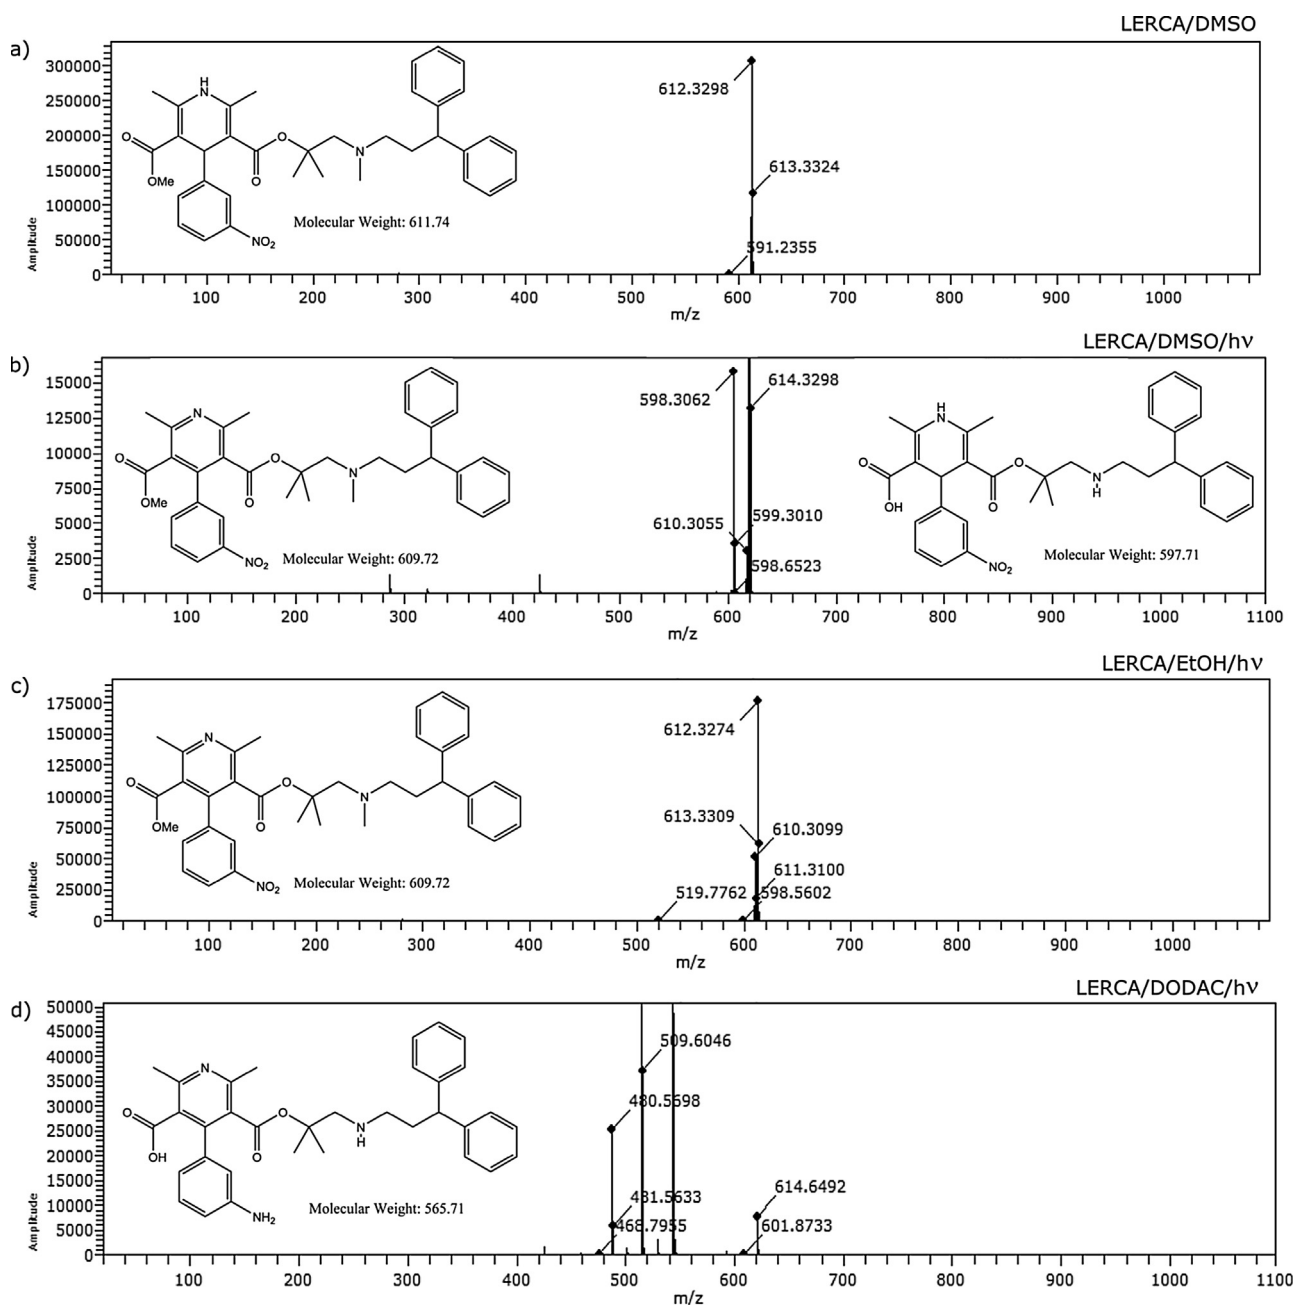 LERCA/DMSO
a)
300000
250000
200000
150000
100000
50000
0
Amplitude
612.3298
613.3324
591.2355
H
N
O
OMe
O
O
N
NO2
Molecular Weight: 611.74
100 200 300 400 500 600 700 800 900 1000
m/z
LERCA/DMSO/hν
b)
15000
12500
10000
7500
5000
2500
0
Amplitude
598.3062
614.3298
610.3055
599.3010
598.6523
N
O
OMe
O
O
N
NO2
Molecular Weight: 609.72
H
N
O
OH
O
O
N
H
NO2
Molecular Weight: 597.71
100 200 300 400 500 600 700 800 900 1000 1100
m/z
LERCA/EtOH/hν
c)
175000
150000
125000
100000
75000
50000
25000
0
Amplitude
612.3274
613.3309
610.3099
611.3100
519.7762
598.5602
N
O
OMe
O
O
N
NO2
Molecular Weight: 609.72
100 200 300 400 500 600 700 800 900 1000
m/z
LERCA/DODAC/hν
d)
50000
45000
40000
35000
30000
25000
20000
15000
10000
5000
0
Amplitude
509.6046
480.5698
481.5633
468.7955
614.6492
601.8733
N
O
OH
O
O
N
H
NH2
Molecular Weight: 565.71
100 200 300 400 500 600 700 800 900 1000 1100
m/z